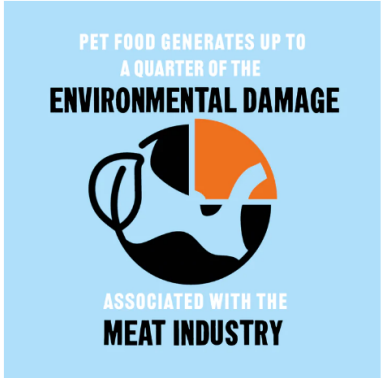 PET FOOD GENERATES UP TO
A QUARTER OF THE
ENVIRONMENTAL DAMAGE
ASSOCIATED WITH THE
MEAT INDUSTRY